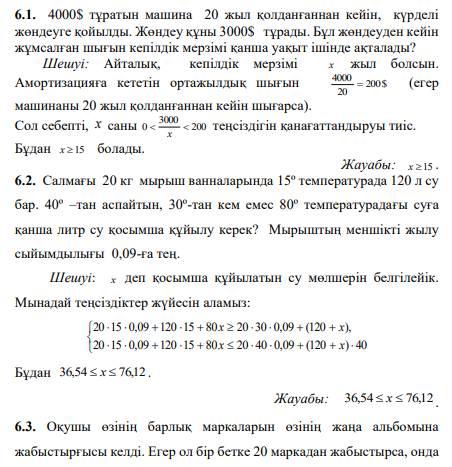 6.1. 4000$ тұратын машина 20 жыл қолданғаннан кейін, күрделі
жөндеуге қойылды. Жөндеу құны 3000$ тұрады. Бұл жөндеуден кейін
жұмсалған шығын кепілдік мерзімі қанша уақыт ішінде ақталады?
Шешуі: Айталық, кепілдік мерзімі x жыл болсын.
Амортизацияға кететін ортажылдық шығын 4000/20 = 200$ (егер
машинаны 20 жыл қолданғаннан кейін шығарса).
Сол себепті, x саны 0 < 3000/x < 200 теңсіздігін қанағаттандыруы тиіс.
Бұдан x ≥ 15 болады.
Жауабы: x ≥ 15.
6.2. Салмағы 20 кг мырыш ванналарында 15º температурада 120 л су
бар. 40º –тан аспайтын, 30º-тан кем емес 80º температурадағы суға
қанша литр су қосымша құйылу керек? Мырыштың меншікті жылу
сыйымдылығы 0,09-ға тең.
Шешуі: x деп қосымша құйылатын су мөлшерін белгілейік.
Мынадай теңсіздіктер жүйесін аламыз:
{20·15·0,09+120·15+80x ≥ 20·30·0,09+(120+x),
20·15·0,09+120·15+80x ≤ 20·40·0,09+(120+x)·40
Бұдан 36,54 ≤ x ≤ 76,12.
Жауабы: 36,54 ≤ x ≤ 76,12.
6.3. Оқушы өзінің барлық маркаларын өзінің жаңа альбомына
жабыстырғысы келді. Егер ол бір бетке 20 маркадан жабыстырса, онда